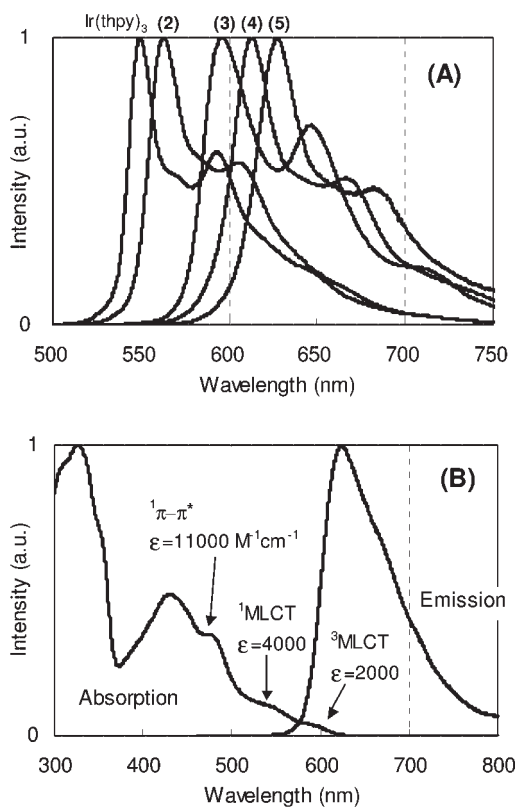 Ir(thpy)₃ (2) (3) (4) (5)
1
(A)
Intensity (a.u.)
0
500 550 600 650 700 750
Wavelength (nm)
1
(B)
¹π–π*
ε=11000 M⁻¹cm⁻¹
¹MLCT
ε=4000
³MLCT
ε=2000
Emission
Absorption
Intensity (a.u.)
0
300 400 500 600 700 800
Wavelength (nm)